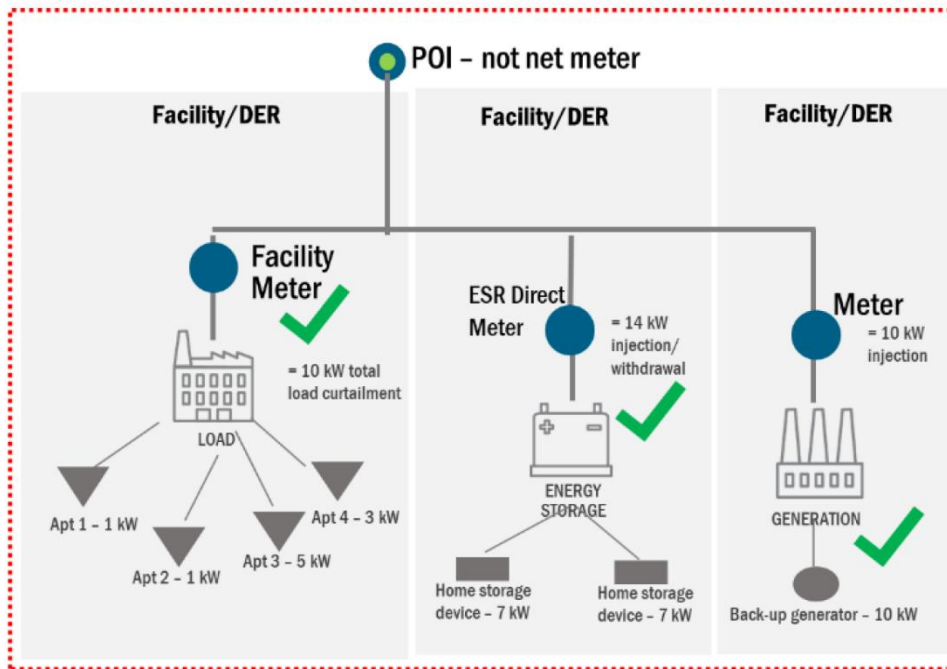 POI – not net meter
Facility/DER
Facility
Meter
= 10 kW total
load curtailment
LOAD
Apt 1 – 1 kW
Apt 2 – 1 kW
Apt 3 – 5 kW
Apt 4 – 3 kW
Facility/DER
ESR Direct
Meter
= 14 kW
injection/
withdrawal
ENERGY
STORAGE
Home storage
device – 7 kW
Home storage
device – 7 kW
Facility/DER
Meter
= 10 kW
injection
GENERATION
Back-up generator – 10 kW